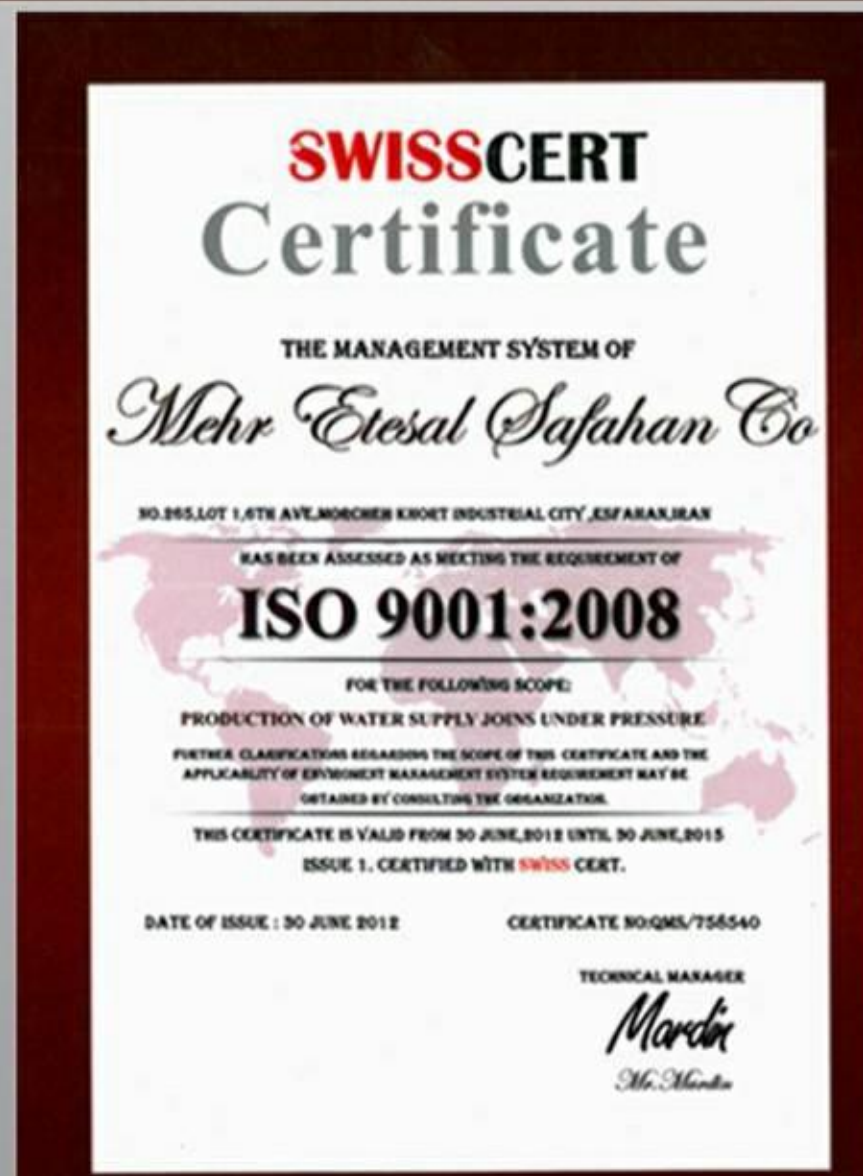 SWISSCERT
Certificate
THE MANAGEMENT SYSTEM OF
Mehr Etesal Safahan Co
NO.265,LOT 1,6TH AVE,MORCHEH KHORT INDUSTRIAL CITY ,ESFAHAN,IRAN
HAS BEEN ASSESSED AS MEETING THE REQUIREMENT OF
ISO 9001:2008
FOR THE FOLLOWING SCOPE:
PRODUCTION OF WATER SUPPLY JOINS UNDER PRESSURE
FURTHER CLARIFICATIONS REGARDING THE SCOPE OF THIS CERTIFICATE AND THE
APPLICABLITY OF ENVIROMENT MANAGEMENT SYSTEM REQUIREMENT MAY BE
OBTAINED BY CONSULTING THE ORGANIZATION.
THIS CERTIFICATE IS VALID FROM 30 JUNE,2012 UNTIL 30 JUNE,2015
ISSUE 1. CERTIFIED WITH SWISS CERT.
DATE OF ISSUE : 30 JUNE 2012
CERTIFICATE NO:QMS/756540
TECHNICAL MANAGER
Mardin
Mr.Mardin